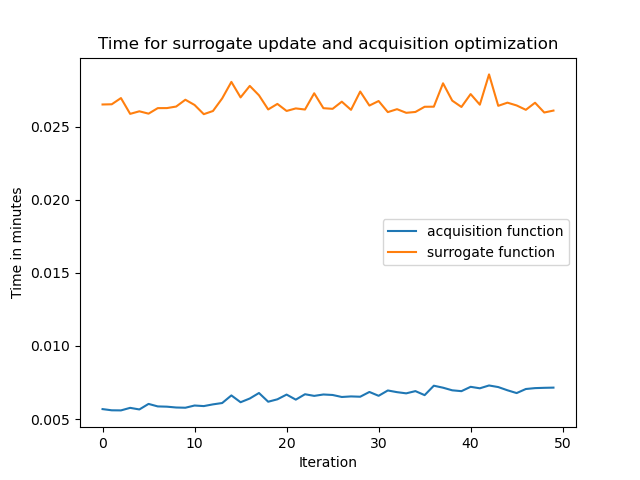 Time for surrogate update and acquisition optimization
0.025
0.020
0.015
0.010
0.005
Time in minutes
acquisition function
surrogate function
0 10 20 30 40 50
Iteration